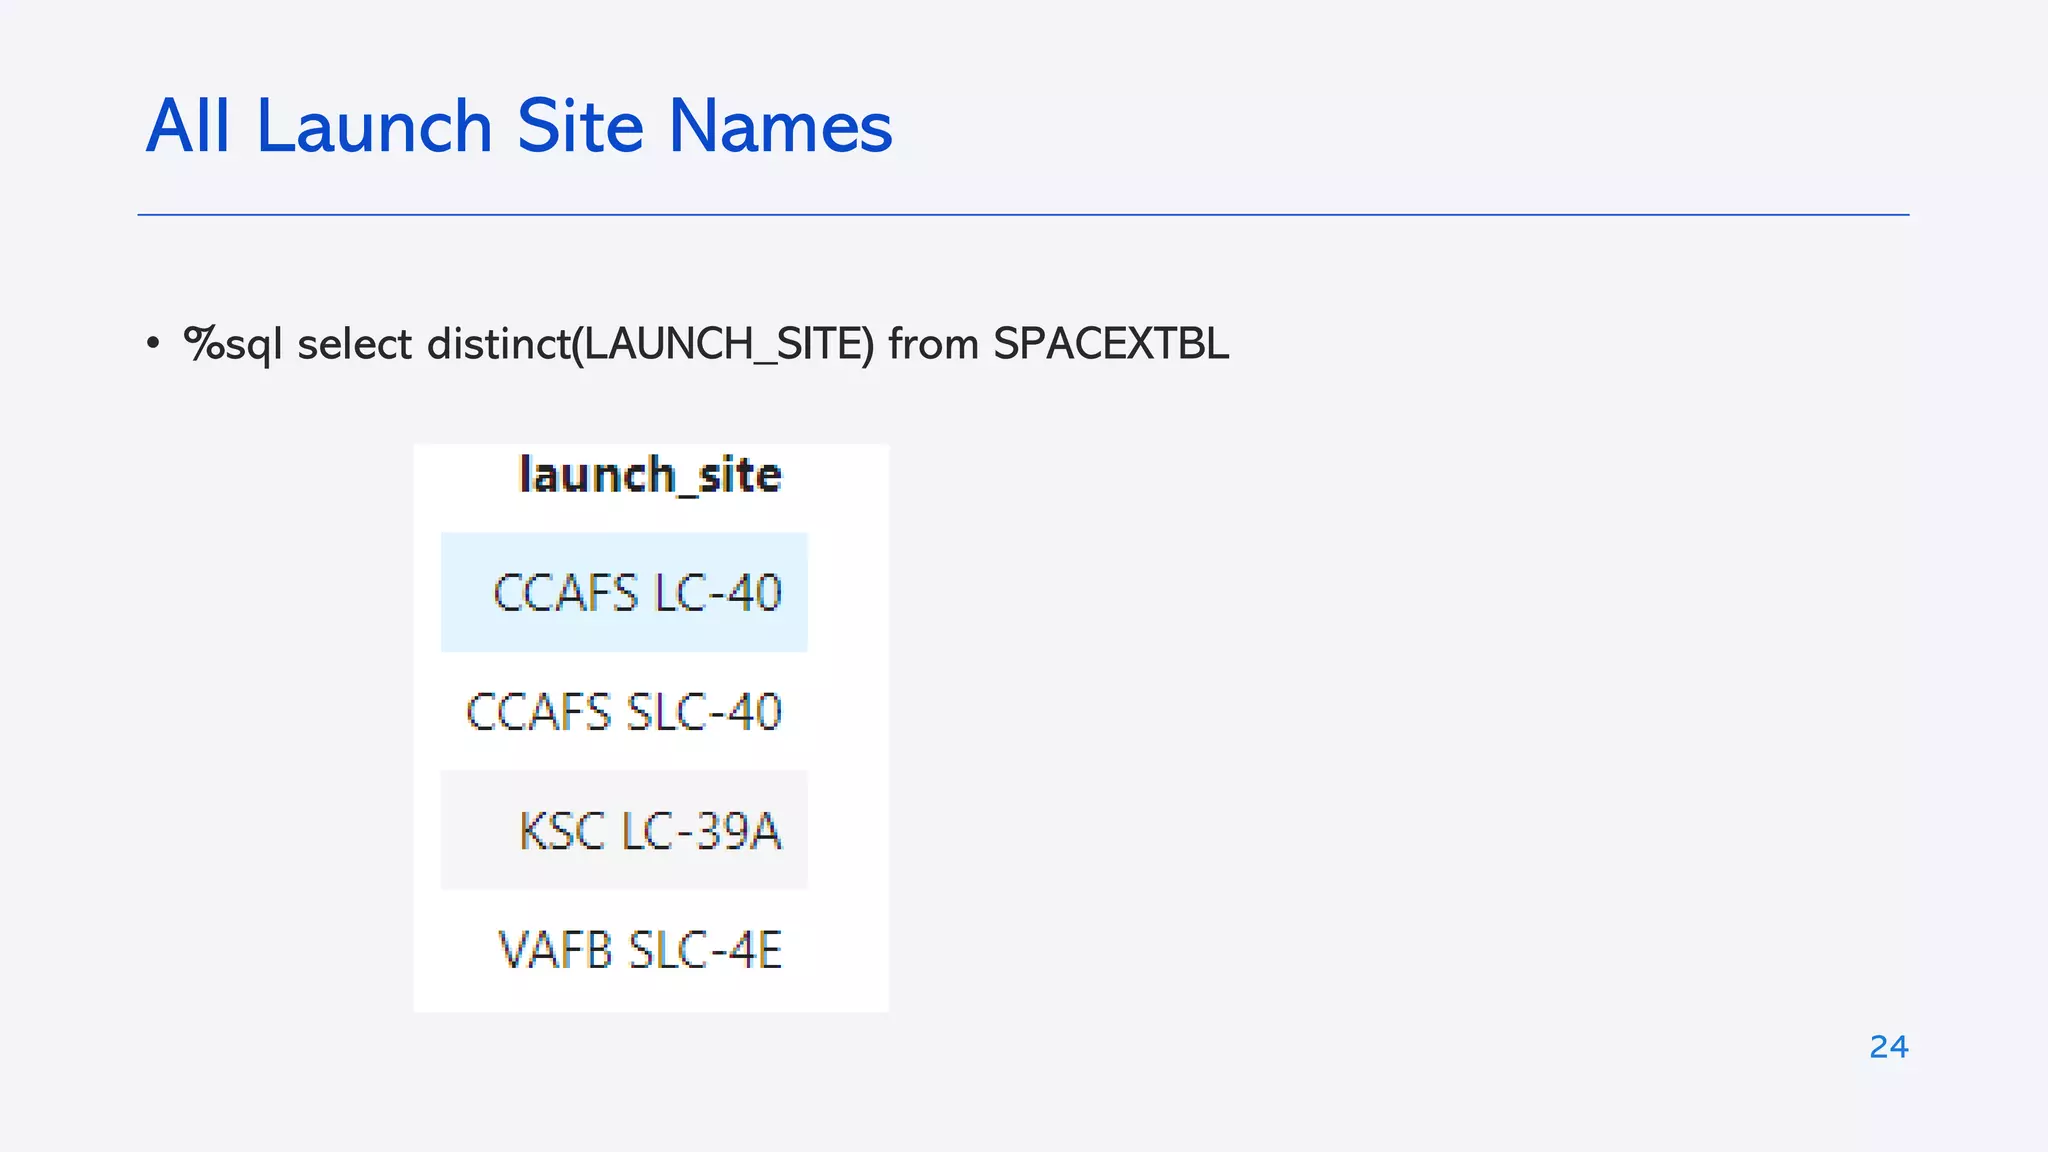 All Launch Site Names
• %sql select distinct(LAUNCH_SITE) from SPACEXTBL
launch_site
CCAFS LC-40
CCAFS SLC-40
KSC LC-39A
VAFB SLC-4E
24